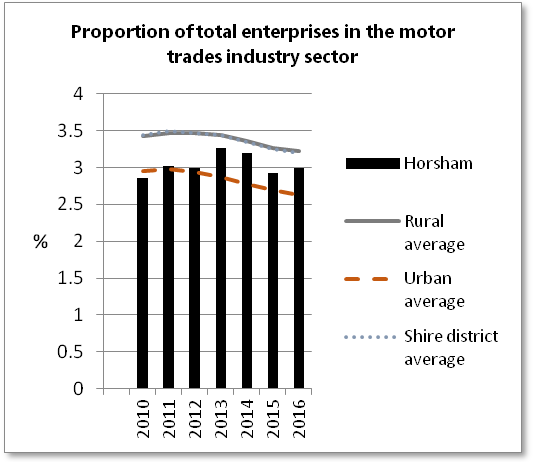 Proportion of total enterprises in the motor
trades industry sector
4
3.5
3
2.5
2
1.5
1
0.5
0
%
2010
2011
2012
2013
2014
2015
2016
Horsham
Rural
average
Urban
average
Shire district
average